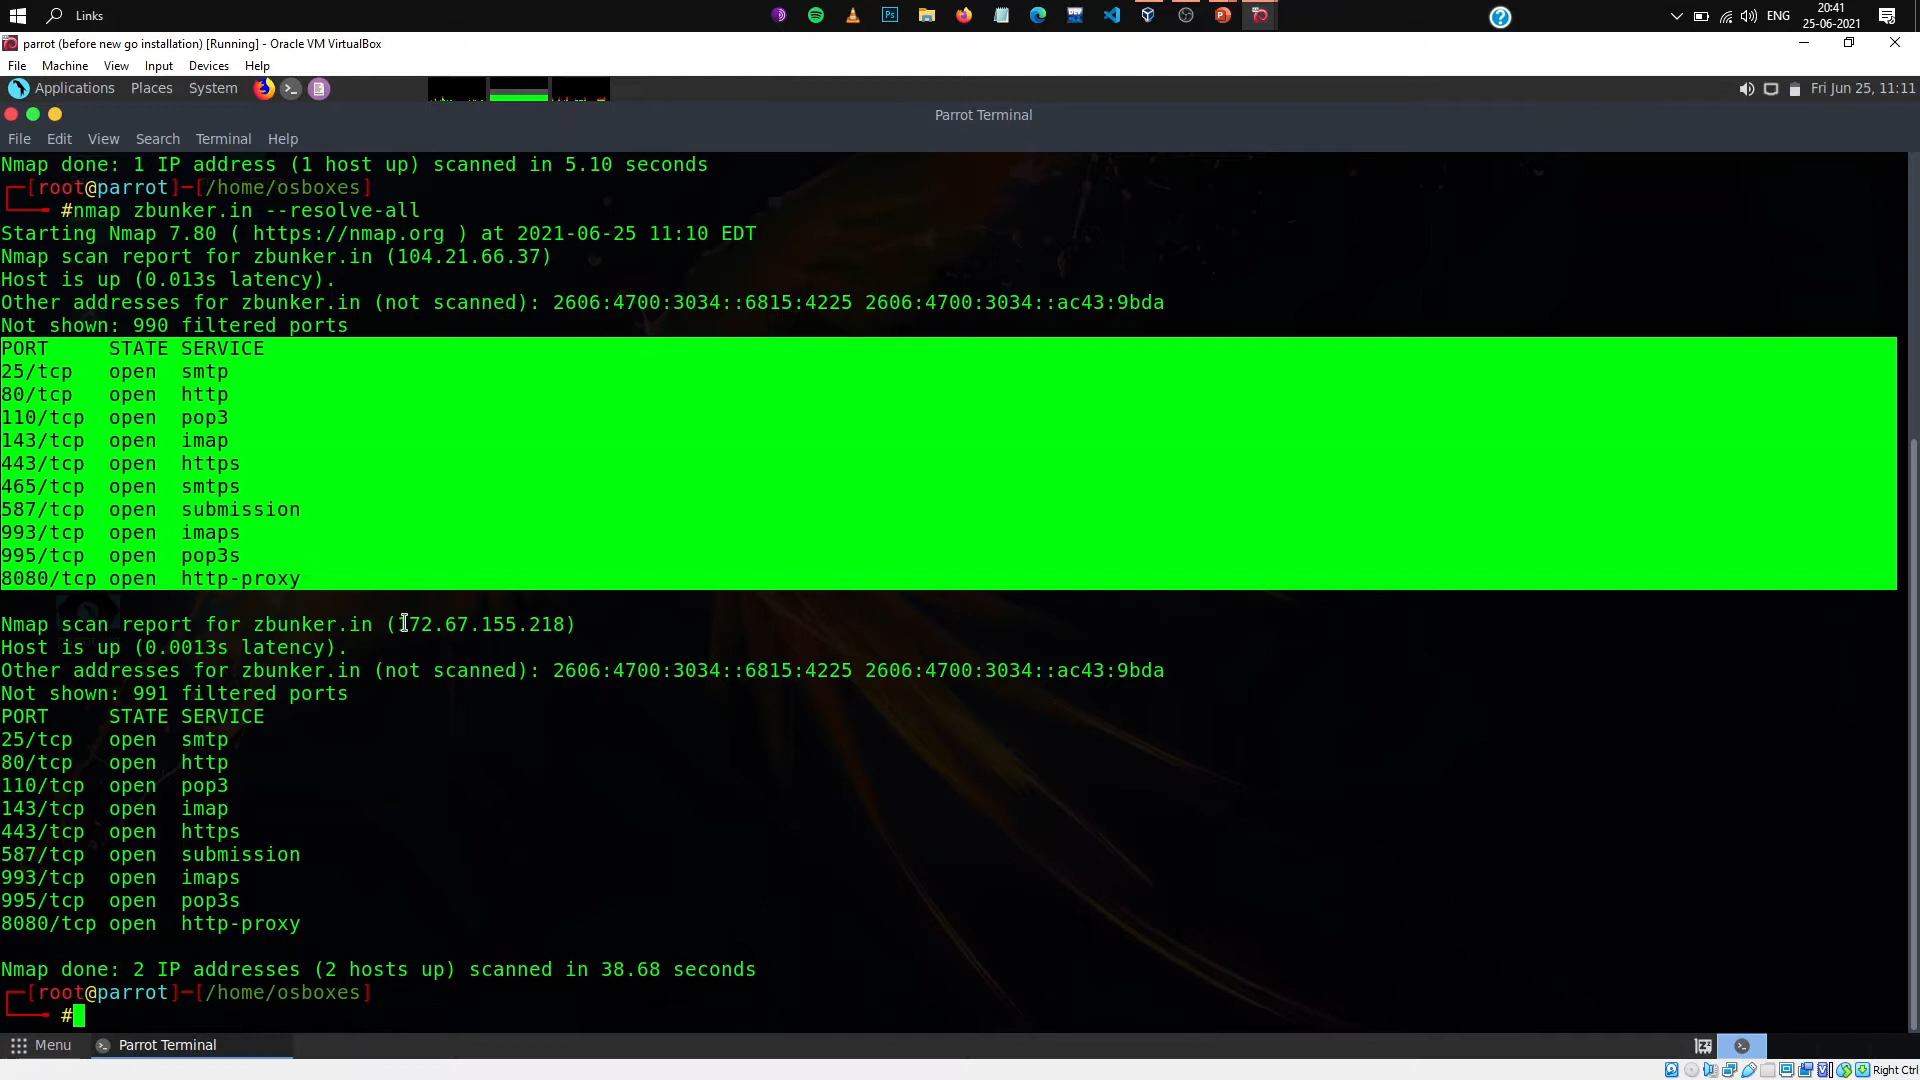 Links
ENG
20:41
25-06-2021
parrot (before new go installation) [Running] - Oracle VM VirtualBox
File Machine View Input Devices Help
Applications Places System
Fri Jun 25, 11:11
Parrot Terminal
File Edit View Search Terminal Help
Nmap done: 1 IP address (1 host up) scanned in 5.10 seconds
┌─[root@parrot]─[/home/osboxes]
└──╼ #nmap zbunker.in --resolve-all
Starting Nmap 7.80 ( https://nmap.org ) at 2021-06-25 11:10 EDT
Nmap scan report for zbunker.in (104.21.66.37)
Host is up (0.013s latency).
Other addresses for zbunker.in (not scanned): 2606:4700:3034::6815:4225 2606:4700:3034::ac43:9bda
Not shown: 990 filtered ports
PORT     STATE SERVICE
25/tcp   open  smtp
80/tcp   open  http
110/tcp  open  pop3
143/tcp  open  imap
443/tcp  open  https
465/tcp  open  smtps
587/tcp  open  submission
993/tcp  open  imaps
995/tcp  open  pop3s
8080/tcp open  http-proxy
Nmap scan report for zbunker.in (172.67.155.218)
Host is up (0.0013s latency).
Other addresses for zbunker.in (not scanned): 2606:4700:3034::6815:4225 2606:4700:3034::ac43:9bda
Not shown: 991 filtered ports
PORT     STATE SERVICE
25/tcp   open  smtp
80/tcp   open  http
110/tcp  open  pop3
143/tcp  open  imap
443/tcp  open  https
587/tcp  open  submission
993/tcp  open  imaps
995/tcp  open  pop3s
8080/tcp open  http-proxy
Nmap done: 2 IP addresses (2 hosts up) scanned in 38.68 seconds
┌─[root@parrot]─[/home/osboxes]
└──╼ #
Menu Parrot Terminal
Right Ctrl